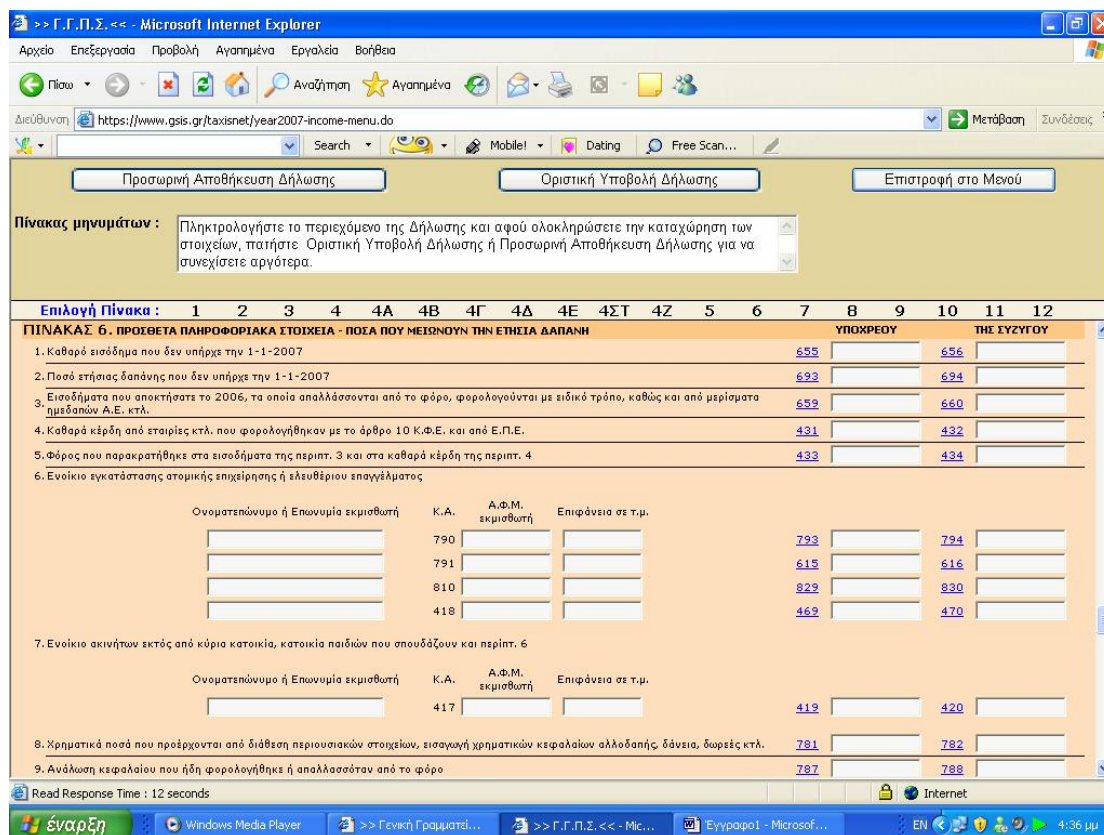 >> Γ.Γ.Π.Σ. << - Microsoft Internet Explorer
Αρχείο Επεξεργασία Προβολή Αγαπημένα Εργαλεία Βοήθεια
Πίσω Αναζήτηση Αγαπημένα
Διεύθυνση https://www.gsis.gr/taxisnet/year2007-income-menu.do Μετάβαση Συνδέσεις
Search Mobile! Dating Free Scan...
Προσωρινή Αποθήκευση Δήλωσης Οριστική Υποβολή Δήλωσης Επιστροφή στο Μενού
Πίνακας μηνυμάτων : Πληκτρολογήστε το περιεχόμενο της Δήλωσης και αφού ολοκληρώσετε την καταχώρηση των
στοιχείων, πατήστε Οριστική Υποβολή Δήλωσης ή Προσωρινή Αποθήκευση Δήλωσης για να
συνεχίσετε αργότερα.
Επιλογή Πίνακα : 1 2 3 4 4Α 4Β 4Γ 4Δ 4Ε 4ΣΤ 4Ζ 5 6 7 8 9 10 11 12
ΠΙΝΑΚΑΣ 6. ΠΡΟΣΘΕΤΑ ΠΛΗΡΟΦΟΡΙΑΚΑ ΣΤΟΙΧΕΙΑ - ΠΟΣΑ ΠΟΥ ΜΕΙΩΝΟΥΝ ΤΗΝ ΕΤΗΣΙΑ ΔΑΠΑΝΗ ΥΠΟΧΡΕΟΥ ΤΗΣ ΣΥΖΥΓΟΥ
1. Καθαρό εισόδημα που δεν υπήρχε την 1-1-2007 655 656
2. Ποσό ετήσιας δαπάνης που δεν υπήρχε την 1-1-2007 693 694
3. Εισοδήματα που αποκτήσατε το 2006, τα οποία απαλλάσσονται από το φόρο, φορολογούνται με ειδικό τρόπο, καθώς και από μερίσματα
ημεδαπών Α.Ε. κτλ. 659 660
4. Καθαρά κέρδη από εταιρίες κτλ. που φορολογήθηκαν με το άρθρο 10 Κ.Φ.Ε. και από Ε.Π.Ε. 431 432
5. Φόρος που παρακρατήθηκε στα εισοδήματα της περιπτ. 3 και στα καθαρά κέρδη της περιπτ. 4 433 434
6. Ενοίκιο εγκατάστασης ατομικής επιχείρησης ή ελευθέριου επαγγέλματος
Ονοματεπώνυμο ή Επωνυμία εκμισθωτή Κ.Α. Α.Φ.Μ. εκμισθωτή Επιφάνεια σε τ.μ.
790 793 794
791 615 616
810 829 830
418 469 470
7. Ενοίκιο ακινήτων εκτός από κύρια κατοικία, κατοικία παιδιών που σπουδάζουν και περίπτ. 6
Ονοματεπώνυμο ή Επωνυμία εκμισθωτή Κ.Α. Α.Φ.Μ. εκμισθωτή Επιφάνεια σε τ.μ.
417 419 420
8. Χρηματικά ποσά που προέρχονται από διάθεση περιουσιακών στοιχείων, εισαγωγή χρηματικών κεφαλαίων αλλοδαπής, δάνεια, δωρεές κτλ. 781 782
9. Ανάλωση κεφαλαίου που ήδη φορολογήθηκε ή απαλλασσόταν από το φόρο 787 788
Read Response Time : 12 seconds Internet
έναρξη Windows Media Player >> Γενική Γραμματεί... >> Γ.Γ.Π.Σ. << - Mic... Έγγραφο1 - Microsof... EN 4:36 μμ